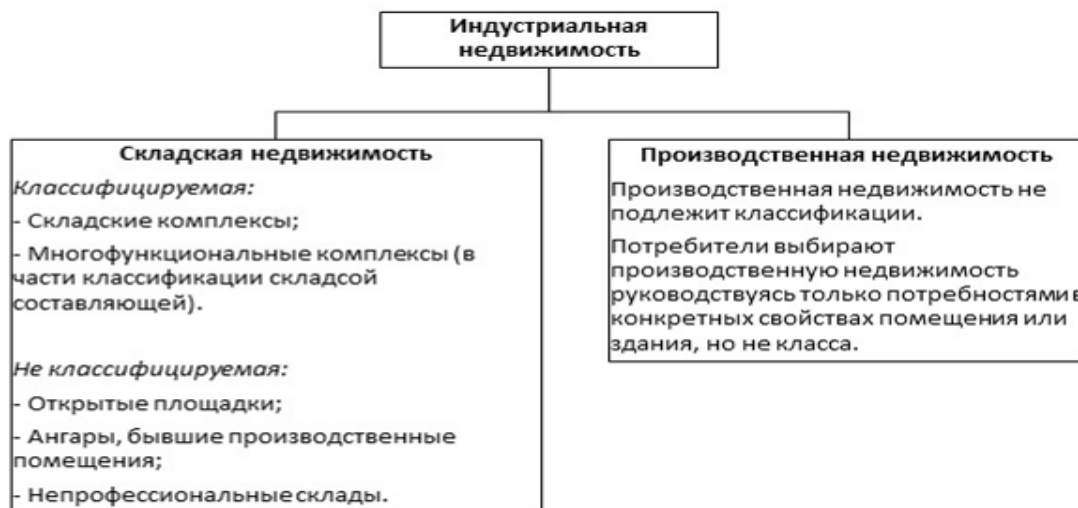 Индустриальная
недвижимость
Складская недвижимость
Классифицируемая:
- Складские комплексы;
- Многофункциональные комплексы (в
части классификации складсой
составляющей).
Не классифицируемая:
- Открытые площадки;
- Ангары, бывшие производственные
помещения;
- Непрофессиональные склады.
Производственная недвижимость
Производственная недвижимость не
подлежит классификации.
Потребители выбирают
производственную недвижимость
руководствуясь только потребностями в
конкретных свойствах помещения или
здания, но не класса.